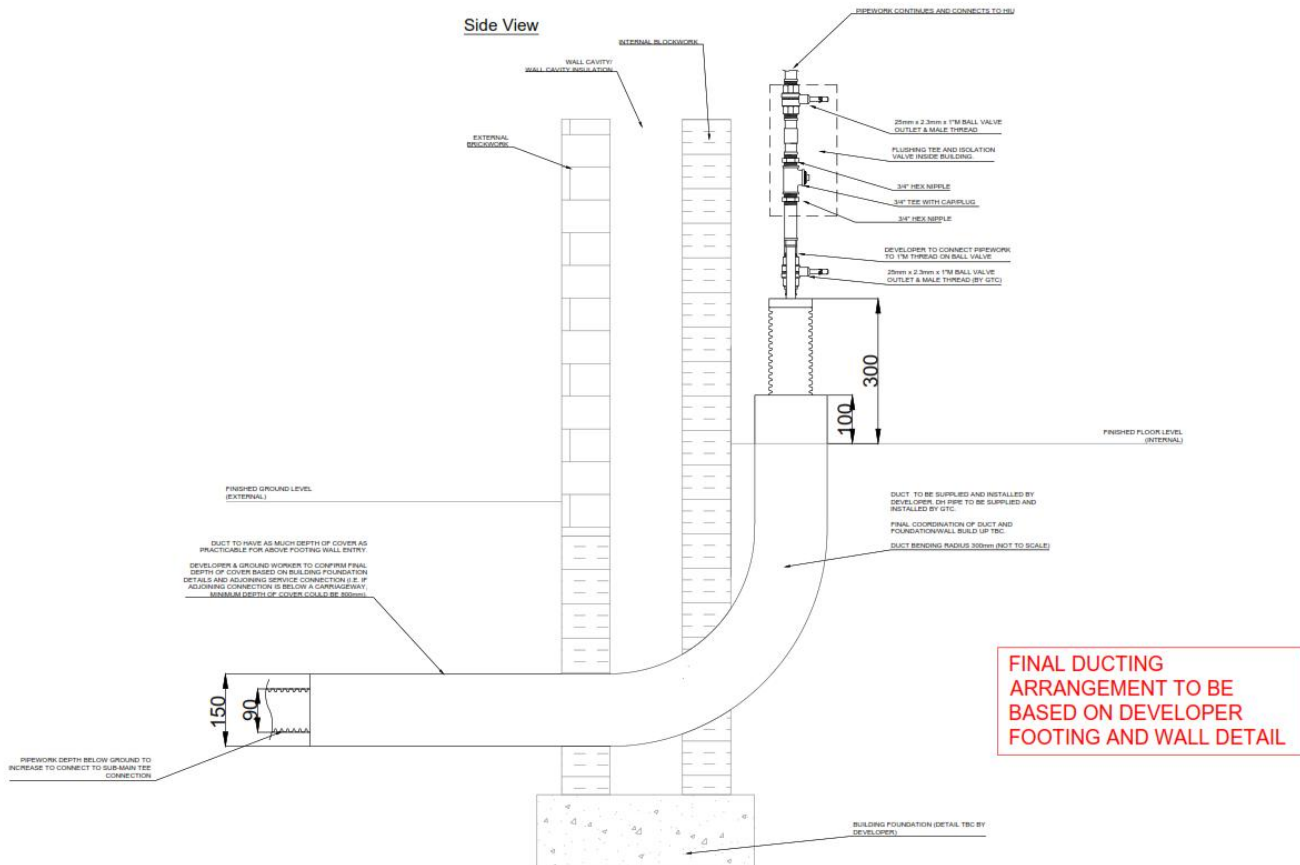 Side View
PIPEWORK CONTINUES AND CONNECTS TO HIU
INTERNAL BLOCKWORK
WALL CAVITY/
WALL CAVITY INSULATION
EXTERNAL
BRICKWORK
25mm x 2.3mm x 1"M BALL VALVE
OUTLET & MALE THREAD
FLUSHING TEE AND ISOLATION
VALVE INSIDE BUILDING.
3/4" HEX NIPPLE
3/4" TEE WITH CAP/PLUG
3/4" HEX NIPPLE
DEVELOPER TO CONNECT PIPEWORK
TO 1"M THREAD ON BALL VALVE
25mm x 2.3mm x 1"M BALL VALVE
OUTLET & MALE THREAD (BY GTC)
300
100
FINISHED FLOOR LEVEL
(INTERNAL)
FINISHED GROUND LEVEL
(EXTERNAL)
DUCT TO BE SUPPLIED AND INSTALLED BY
DEVELOPER. DH PIPE TO BE SUPPLIED AND
INSTALLED BY GTC.
FINAL COORDINATION OF DUCT AND
FOUNDATION/WALL BUILD UP TBC.
DUCT BENDING RADIUS 300mm (NOT TO SCALE)
DUCT TO HAVE AS MUCH DEPTH OF COVER AS
PRACTICABLE FOR ABOVE FOOTING WALL ENTRY.
DEVELOPER & GROUND WORKER TO CONFIRM FINAL
DEPTH OF COVER BASED ON BUILDING FOUNDATION
DETAILS AND ADJOINING SERVICE CONNECTION (I.E. IF
ADJOINING CONNECTION IS BELOW A CARRIAGEWAY,
MINIMUM DEPTH OF COVER COULD BE 800mm).
150
90
FINAL DUCTING
ARRANGEMENT TO BE
BASED ON DEVELOPER
FOOTING AND WALL DETAIL
PIPEWORK DEPTH BELOW GROUND TO
INCREASE TO CONNECT TO SUB-MAIN TEE
CONNECTION
BUILDING FOUNDATION (DETAIL TBC BY
DEVELOPER)